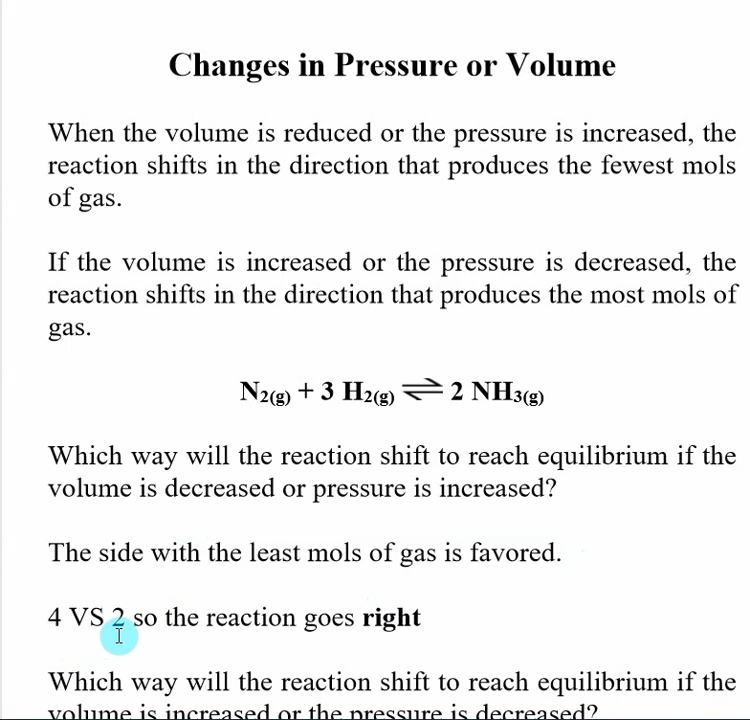 Changes in Pressure or Volume
When the volume is reduced or the pressure is increased, the
reaction shifts in the direction that produces the fewest mols
of gas.
If the volume is increased or the pressure is decreased, the
reaction shifts in the direction that produces the most mols of
gas.
N2(g) + 3 H2(g) ⇌ 2 NH3(g)
Which way will the reaction shift to reach equilibrium if the
volume is decreased or pressure is increased?
The side with the least mols of gas is favored.
4 VS 2 so the reaction goes right
Which way will the reaction shift to reach equilibrium if the
volume is increased or the pressure is decreased?